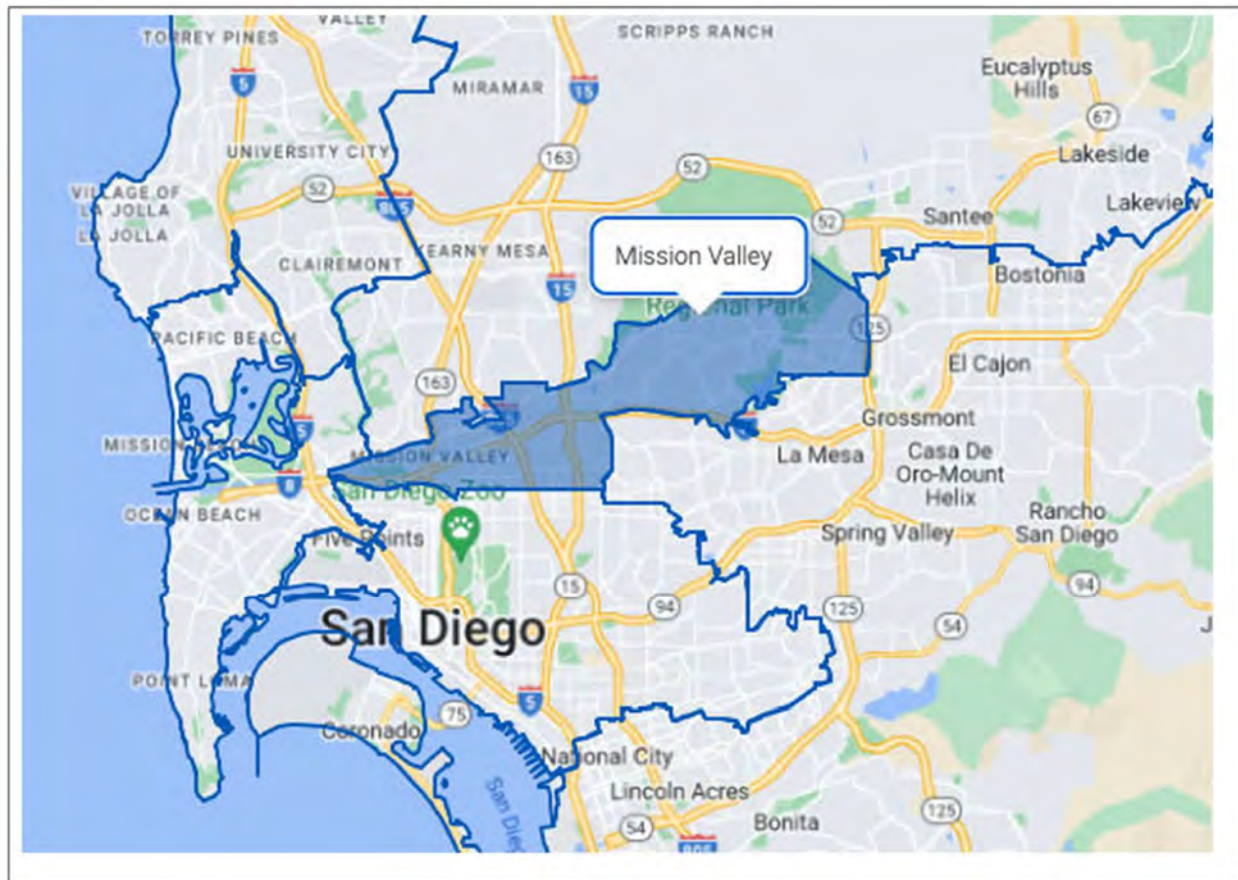 VALLEY
TORREY PINES
SCRIPPS RANCH
Eucalyptus
Hills
5
15
MIRAMAR
67
Lakeside
UNIVERSITY CITY
163
52
52
VILLAGE OF
LA JOLLA
LA JOLLA
805
52
Santee
Lakeview
KEARNY MESA
CLAIREMONT
Mission Valley
Bostonia
15
Regional Park
PACIFIC BEACH
125
El Cajon
163
Grossmont
5
MISSION
MISSION VALLEY
La Mesa
Casa De
Oro-Mount
Helix
8
San Diego Zoo
OCEAN BEACH
Rancho
San Diego
Five Points
Spring Valley
15
94
94
125
54
San Diego
POINT LOMA
5
75
Coronado
National City
Lincoln Acres
San Dieg
54
805
Bonita
125
J